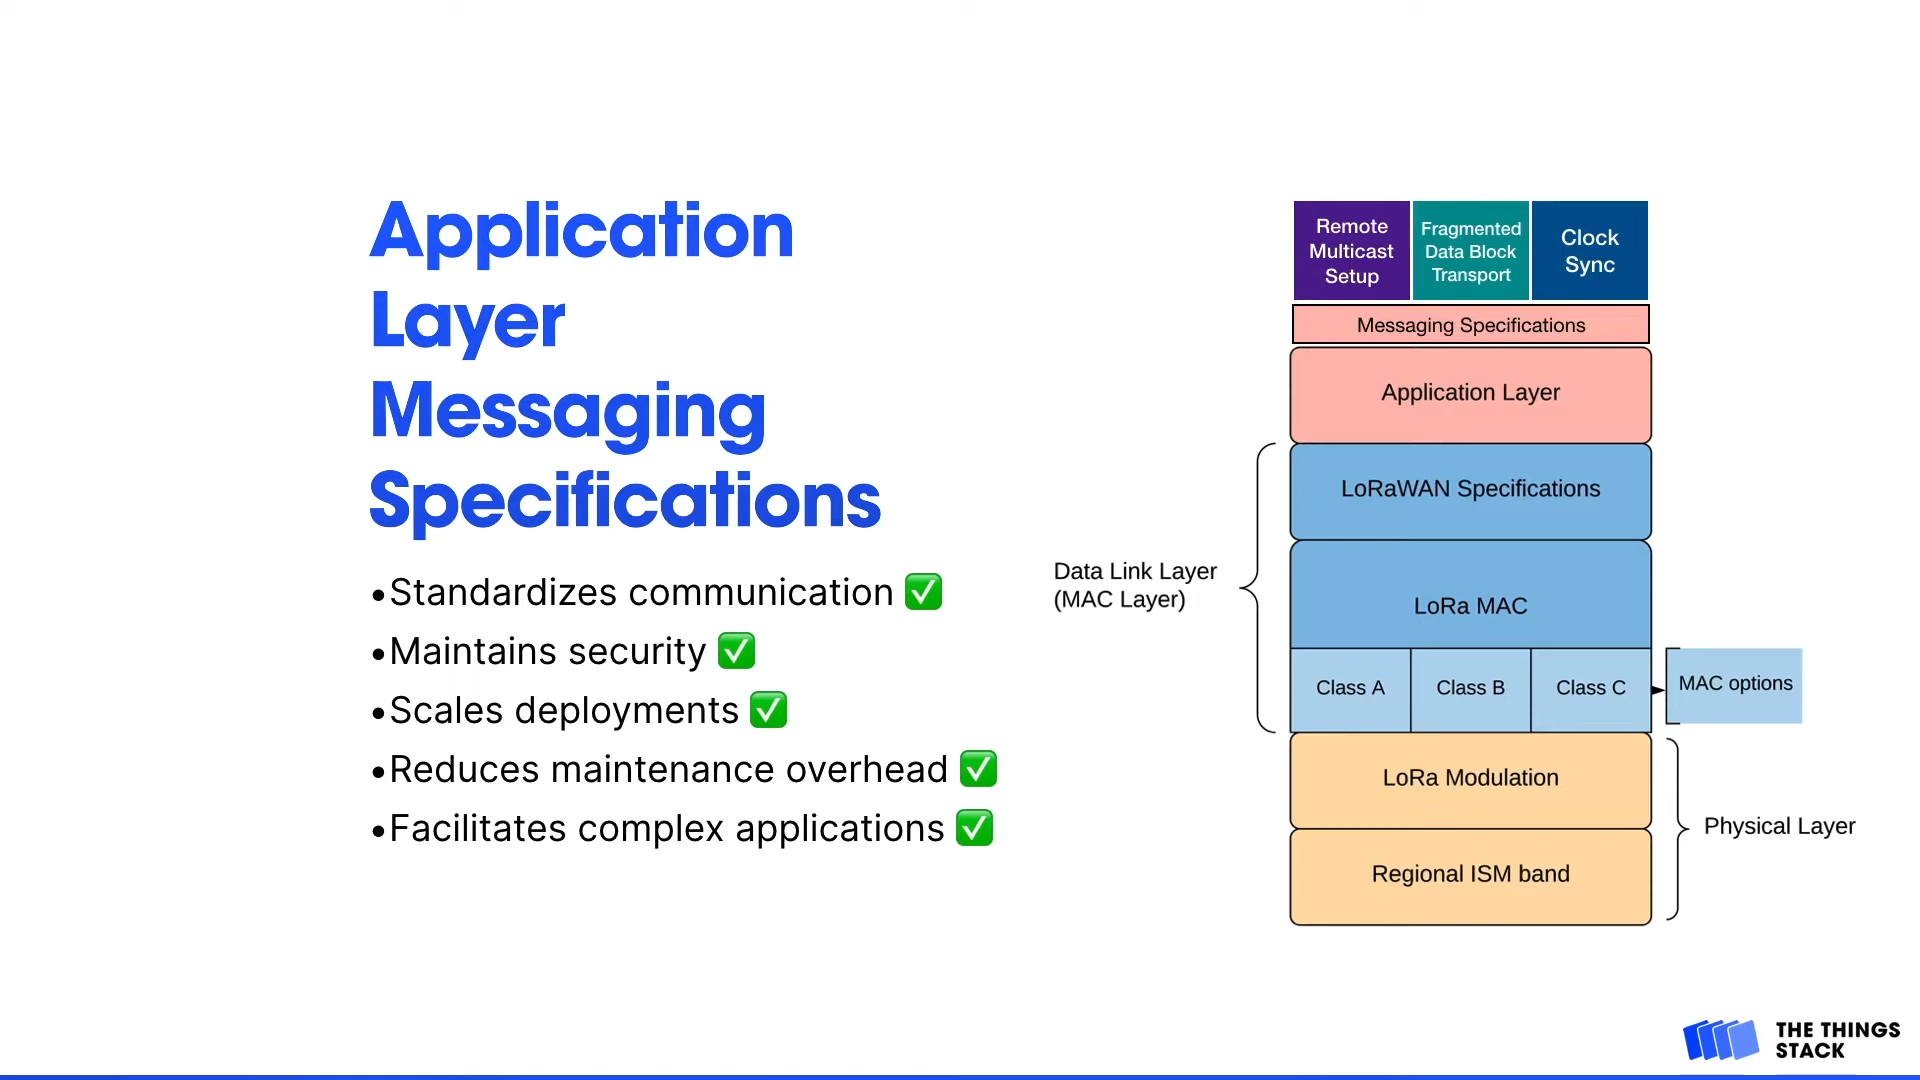 Application
Layer
Messaging
Specifications
•Standardizes communication ✅
•Maintains security ✅
•Scales deployments ✅
•Reduces maintenance overhead ✅
•Facilitates complex applications ✅
Remote
Multicast
Setup
Fragmented
Data Block
Transport
Clock
Sync
Messaging Specifications
Application Layer
LoRaWAN Specifications
Data Link Layer
(MAC Layer)
LoRa MAC
Class A
Class B
Class C
MAC options
LoRa Modulation
Physical Layer
Regional ISM band
THE THINGS
STACK